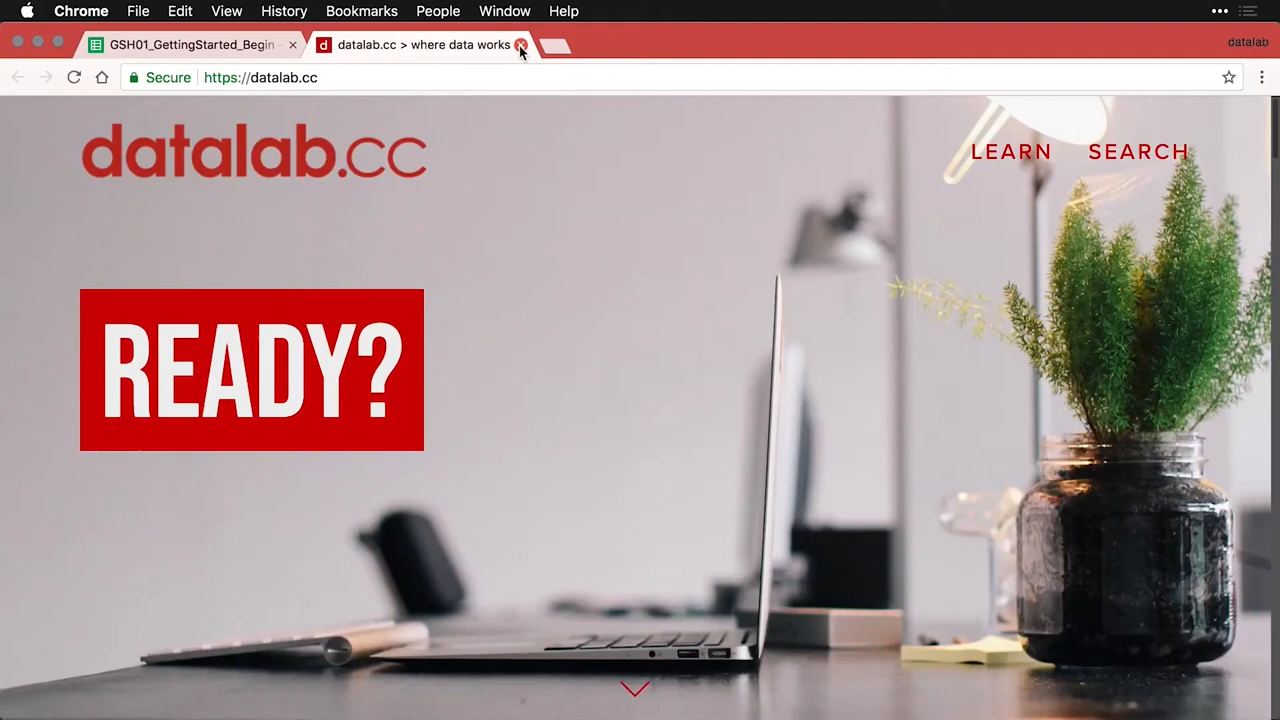 Chrome File Edit View History Bookmarks People Window Help
GSH01_GettingStarted_Begin
datalab.cc > where data works
datalab
Secure https://datalab.cc
datalab.cc
LEARN SEARCH
READY?